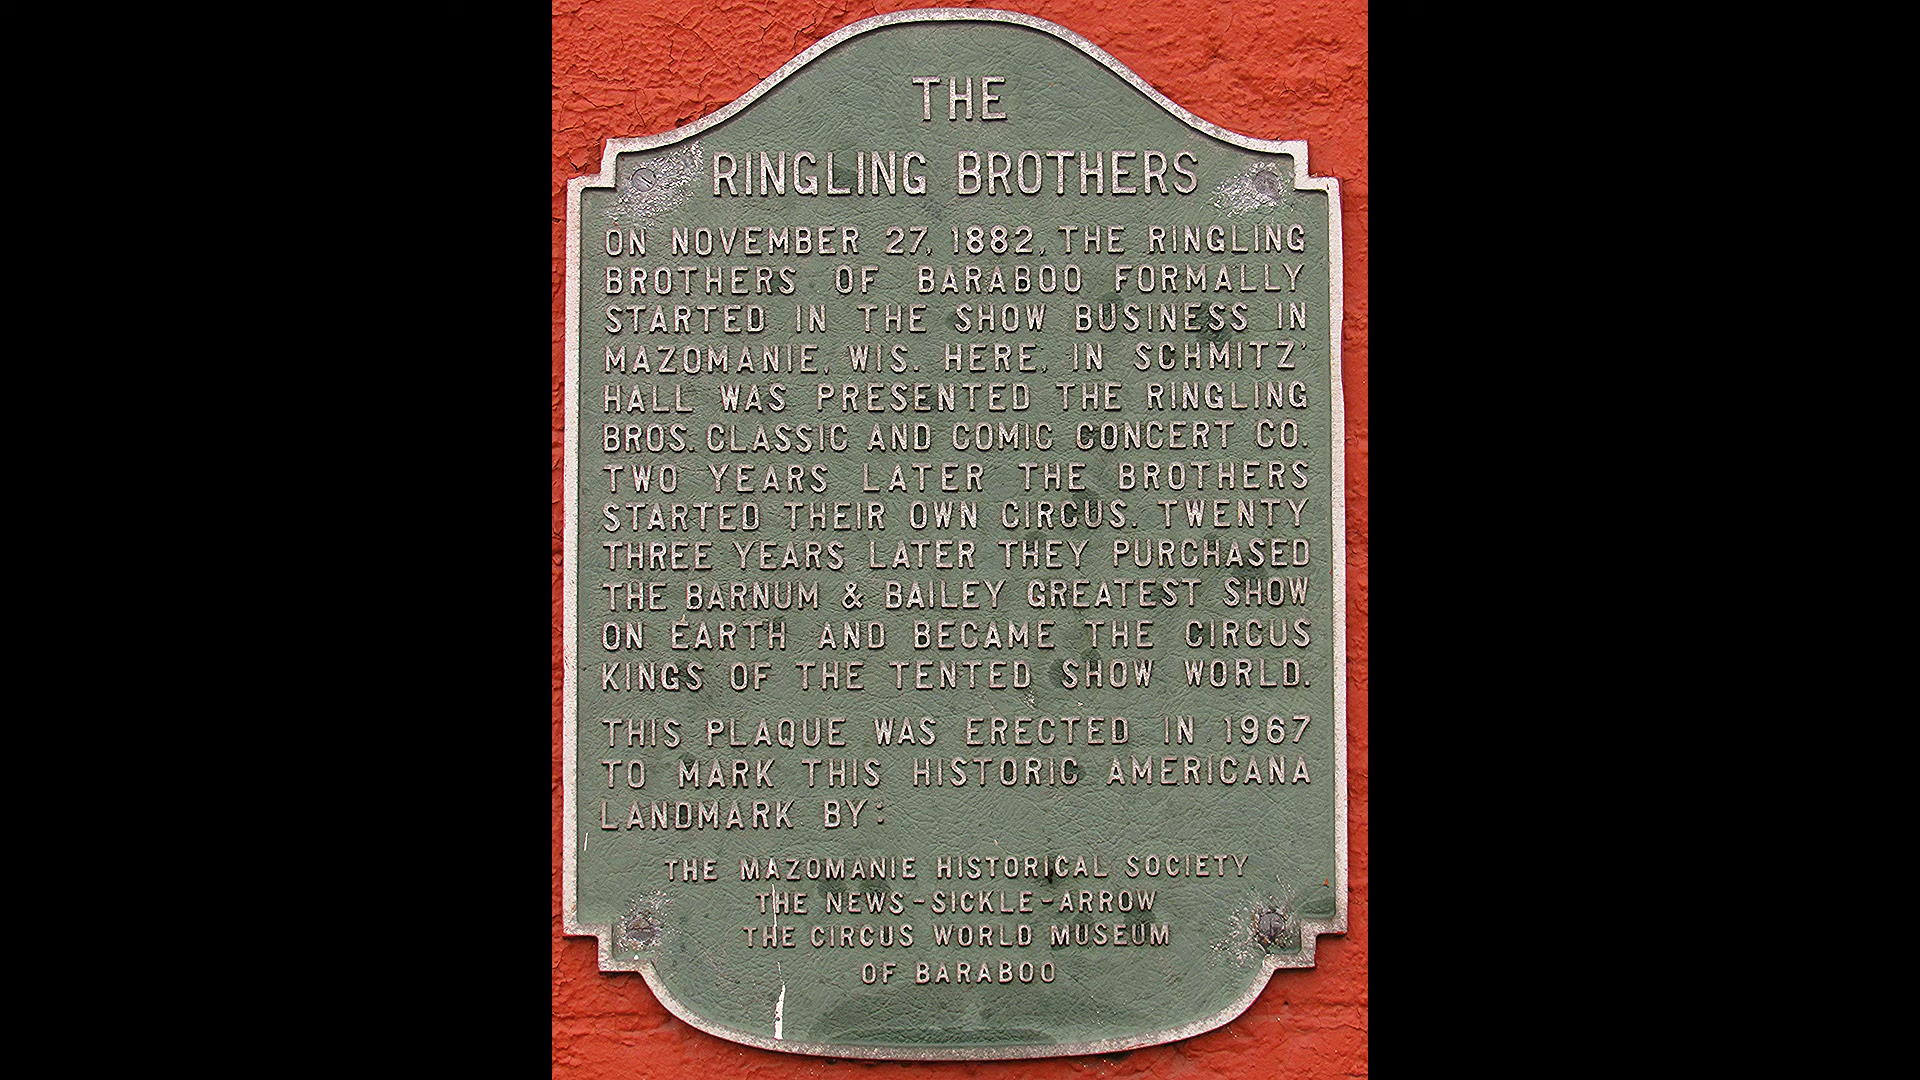 THE
RINGLING BROTHERS
ON NOVEMBER 27, 1882, THE RINGLING
BROTHERS OF BARABOO FORMALLY
STARTED IN THE SHOW BUSINESS IN
MAZOMANIE, WIS. HERE, IN SCHMITZ'
HALL WAS PRESENTED THE RINGLING
BROS. CLASSIC AND COMIC CONCERT CO.
TWO YEARS LATER THE BROTHERS
STARTED THEIR OWN CIRCUS. TWENTY
THREE YEARS LATER THEY PURCHASED
THE BARNUM & BAILEY GREATEST SHOW
ON EARTH AND BECAME THE CIRCUS
KINGS OF THE TENTED SHOW WORLD.
THIS PLAQUE WAS ERECTED IN 1967
TO MARK THIS HISTORIC AMERICANA
LANDMARK BY:
THE MAZOMANIE HISTORICAL SOCIETY
THE NEWS-SICKLE-ARROW
THE CIRCUS WORLD MUSEUM
OF BARABOO